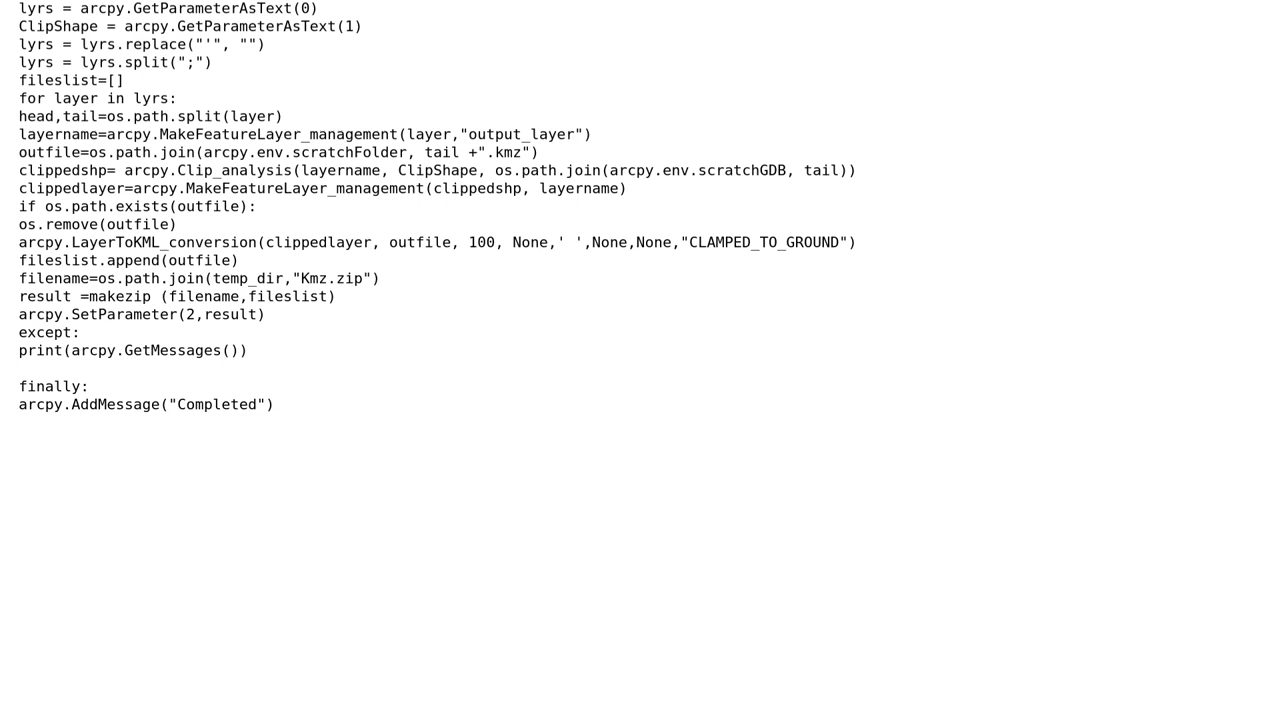 lyrs = arcpy.GetParameterAsText(0)
ClipShape = arcpy.GetParameterAsText(1)
lyrs = lyrs.replace("'", "")
lyrs = lyrs.split(";")
fileslist=[]
for layer in lyrs:
head,tail=os.path.split(layer)
layername=arcpy.MakeFeatureLayer_management(layer,"output_layer")
outfile=os.path.join(arcpy.env.scratchFolder, tail +".kmz")
clippedshp= arcpy.Clip_analysis(layername, ClipShape, os.path.join(arcpy.env.scratchGDB, tail))
clippedlayer=arcpy.MakeFeatureLayer_management(clippedshp, layername)
if os.path.exists(outfile):
os.remove(outfile)
arcpy.LayerToKML_conversion(clippedlayer, outfile, 100, None,' ',None,None,"CLAMPED_TO_GROUND")
fileslist.append(outfile)
filename=os.path.join(temp_dir,"Kmz.zip")
result =makezip (filename,fileslist)
arcpy.SetParameter(2,result)
except:
print(arcpy.GetMessages())
finally:
arcpy.AddMessage("Completed")